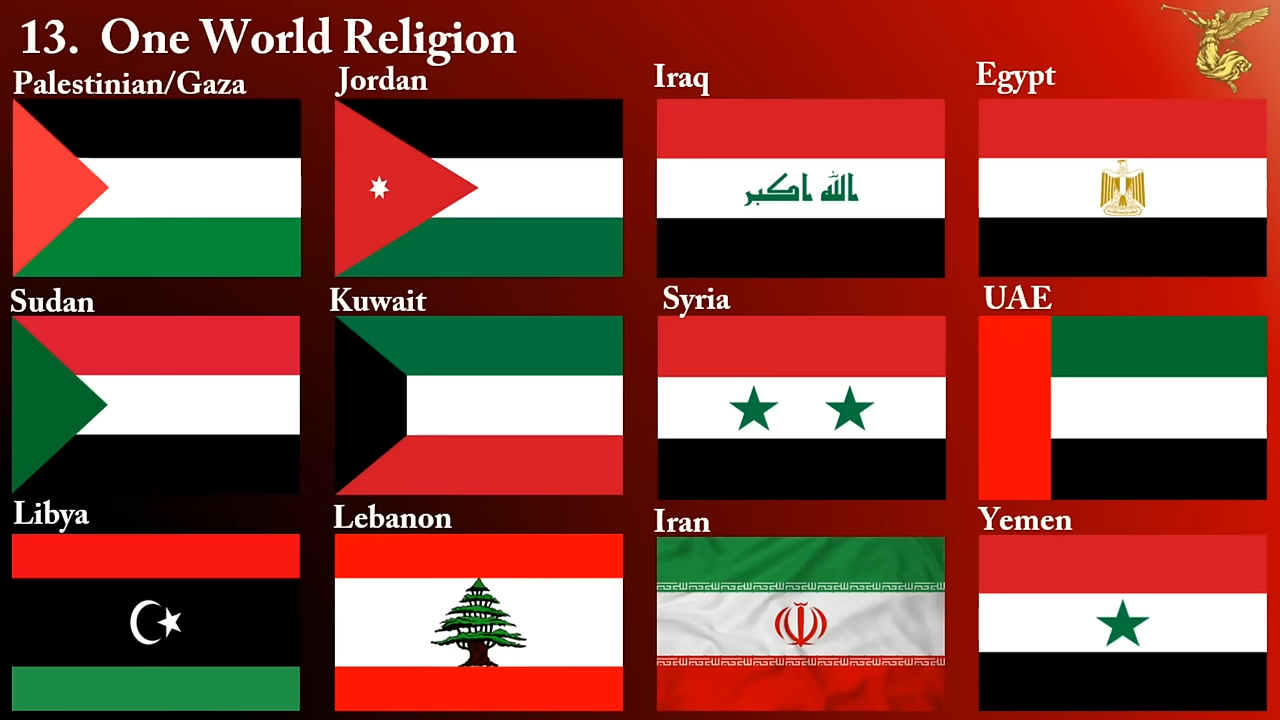 13. One World Religion
Palestinian/Gaza
Jordan
Iraq
Egypt
الله اكبر
Sudan
Kuwait
Syria
UAE
Libya
Lebanon
Iran
Yemen